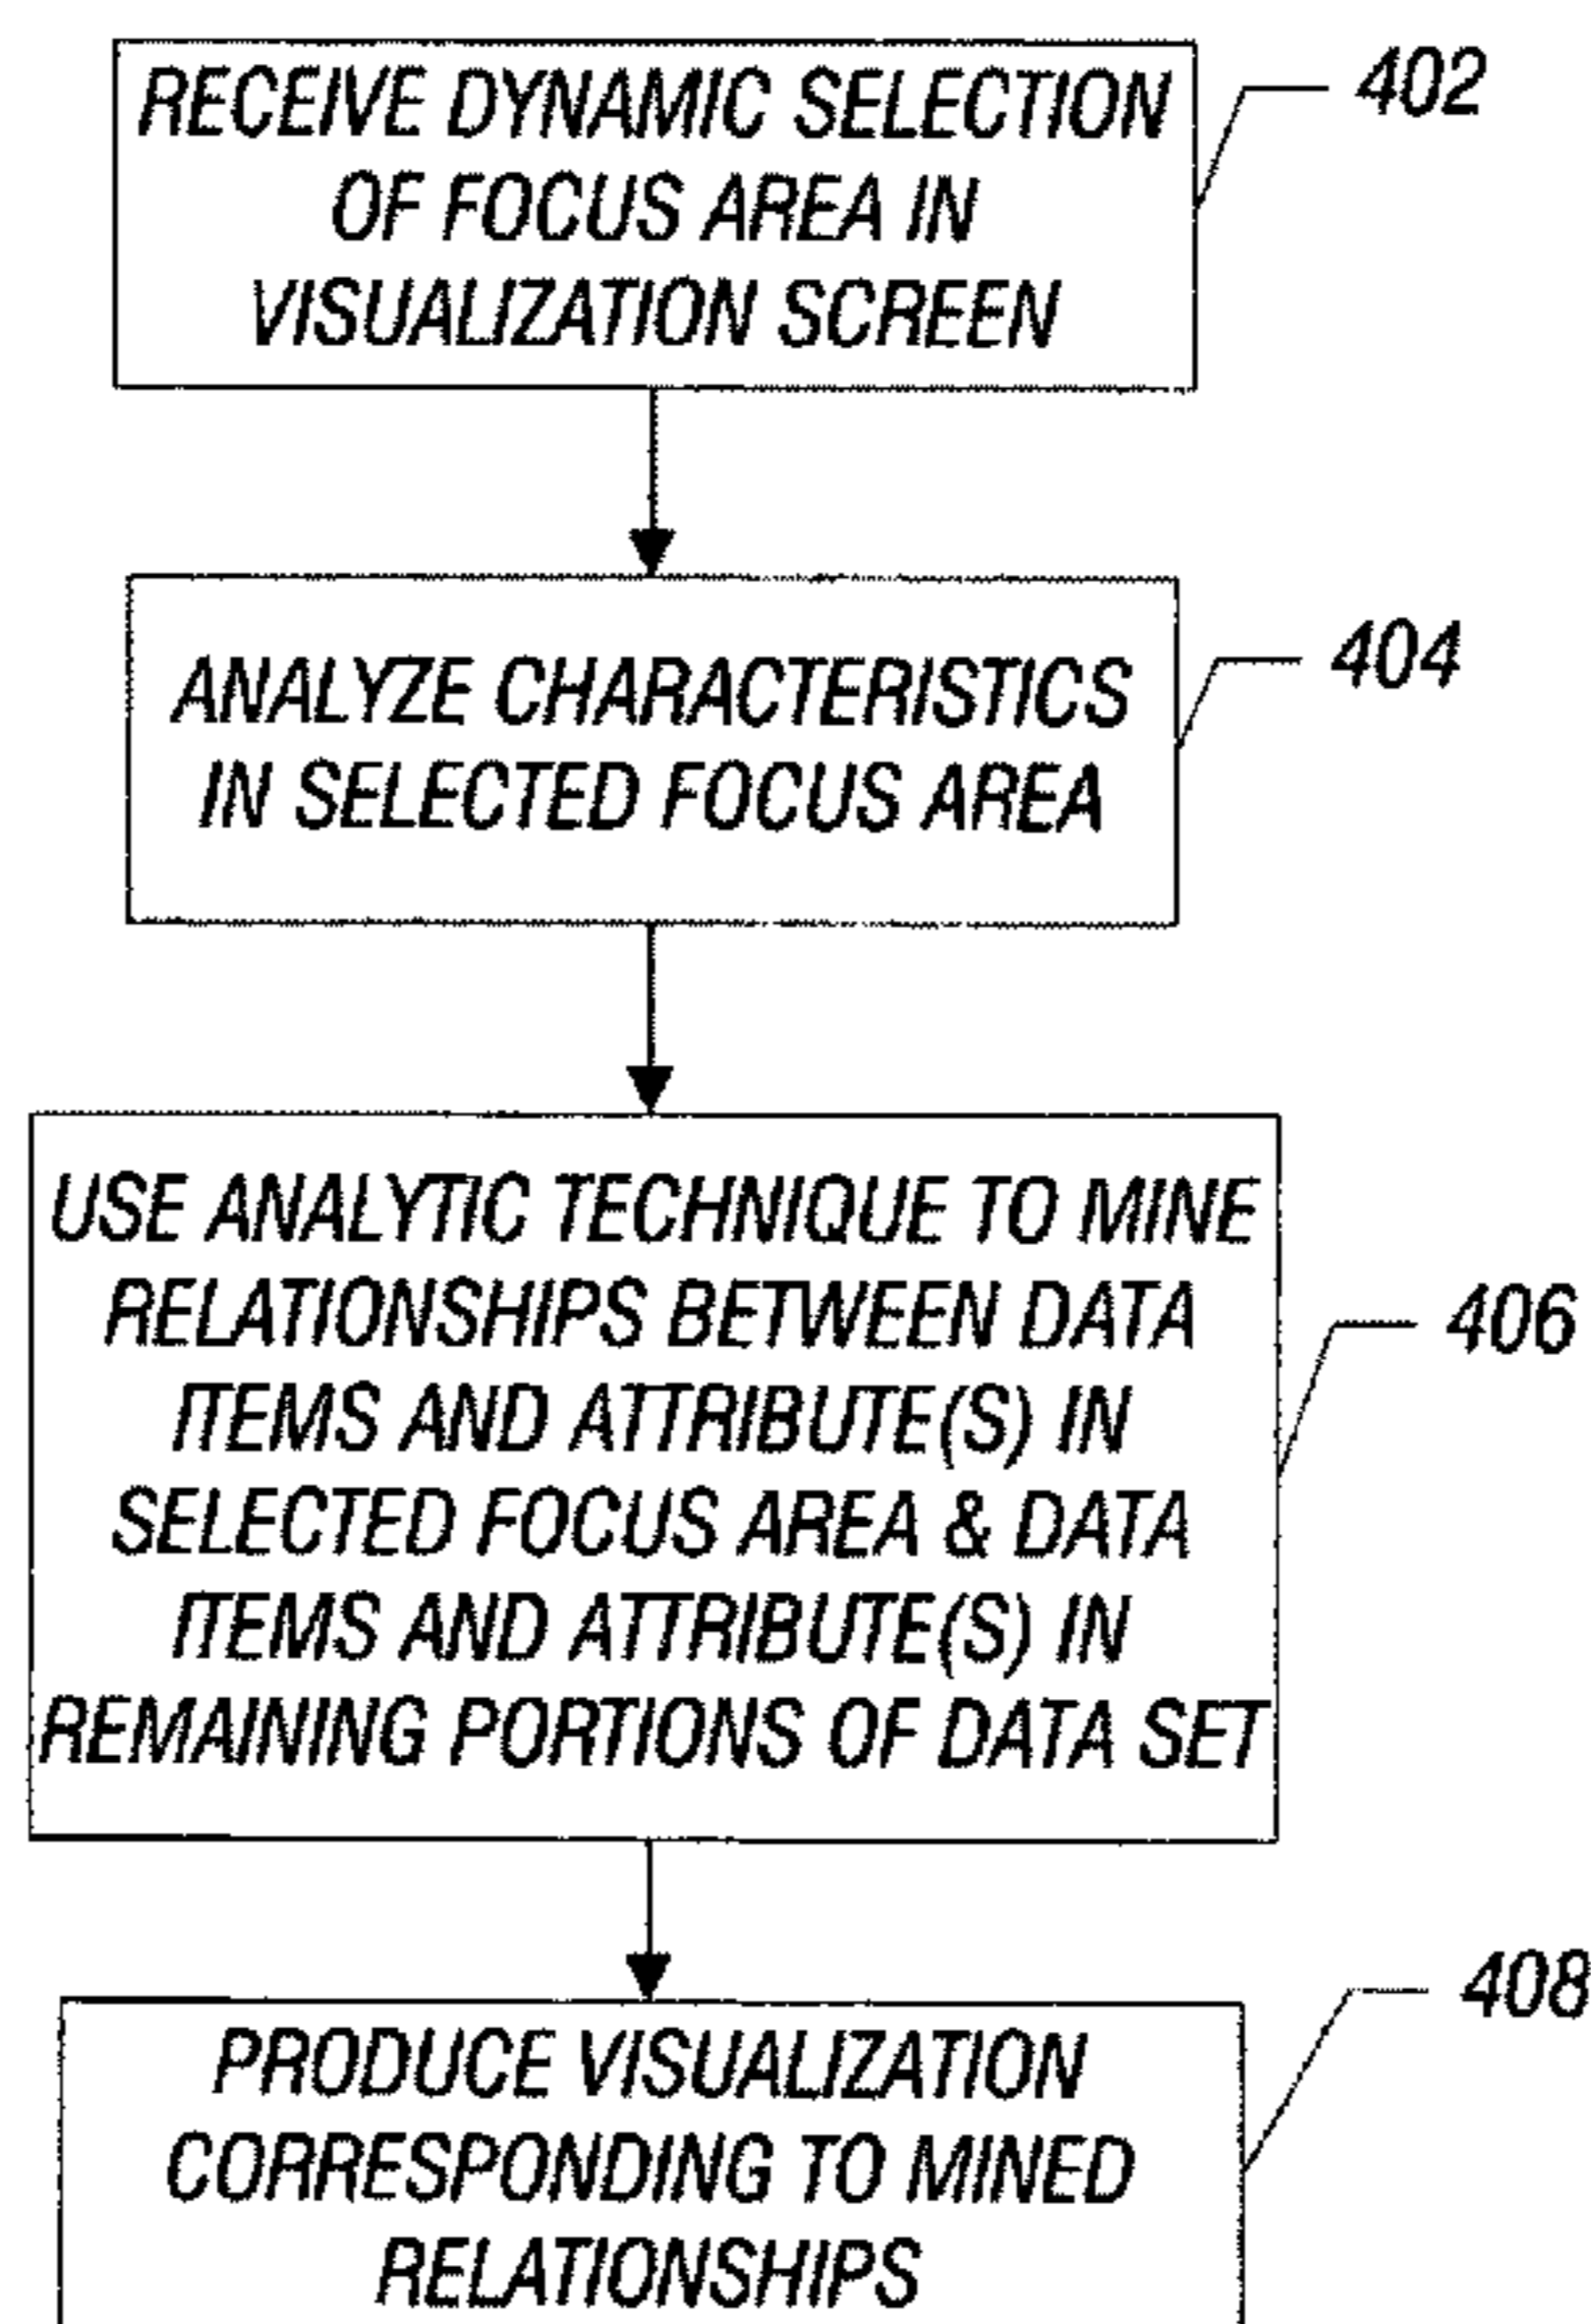 RECEIVE DYNAMIC SELECTION
OF FOCUS AREA IN
VISUALIZATION SCREEN
402
ANALYZE CHARACTERISTICS
IN SELECTED FOCUS AREA
404
USE ANALYTIC TECHNIQUE TO MINE
RELATIONSHIPS BETWEEN DATA
ITEMS AND ATTRIBUTE(S) IN
SELECTED FOCUS AREA & DATA
ITEMS AND ATTRIBUTE(S) IN
REMAINING PORTIONS OF DATA SET
406
PRODUCE VISUALIZATION
CORRESPONDING TO MINED
RELATIONSHIPS
408